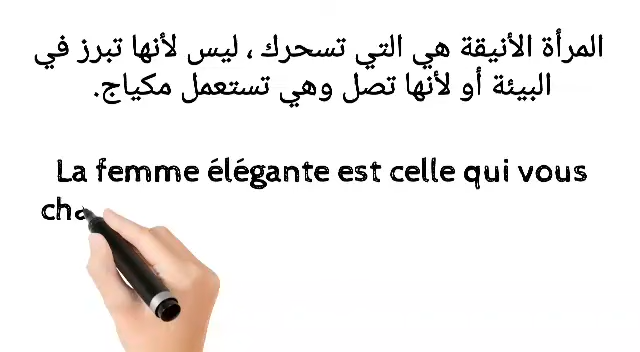 المرأة الأنيقة هي التي تسحرك ، ليس لأنها تبرز في
البيئة أو لأنها تصل وهي تستعمل مكياج.
La femme élégante est celle qui vous
cha